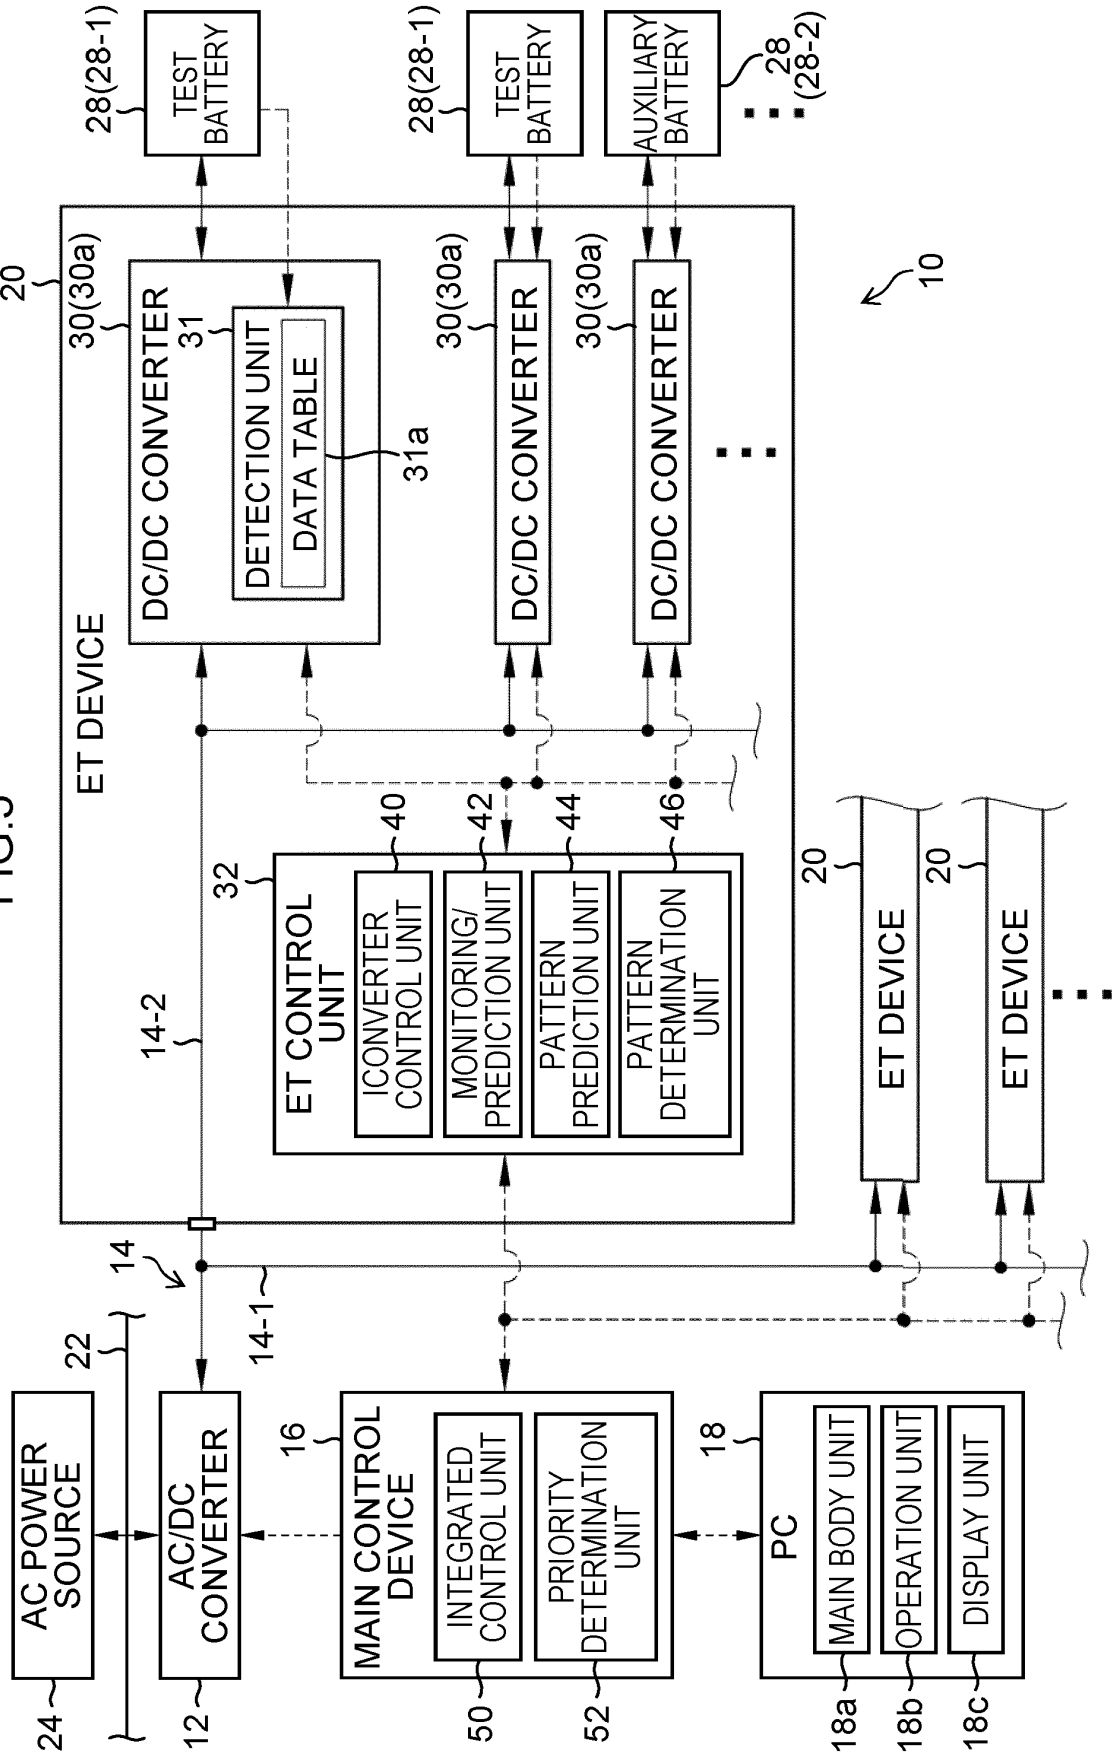 24
AC POWER
SOURCE
22
12
AC/DC
CONVERTER
14
14-1
14-2
20
ET DEVICE
30(30a)
DC/DC CONVERTER
31
DETECTION UNIT
DATA TABLE
31a
28(28-1)
TEST
BATTERY
16
MAIN CONTROL
DEVICE
50
INTEGRATED
CONTROL UNIT
52
PRIORITY
DETERMINATION
UNIT
32
ET CONTROL
UNIT
ICONVERTER
CONTROL UNIT
40
MONITORING/
PREDICTION UNIT
42
PATTERN
PREDICTION UNIT
44
PATTERN
DETERMINATION
UNIT
46
30(30a)
DC/DC CONVERTER
28(28-1)
TEST
BATTERY
30(30a)
DC/DC CONVERTER
AUXILIARY
BATTERY
28
(28-2)
18
PC
18a
MAIN BODY UNIT
18b
OPERATION UNIT
18c
DISPLAY UNIT
20
ET DEVICE
20
ET DEVICE
10